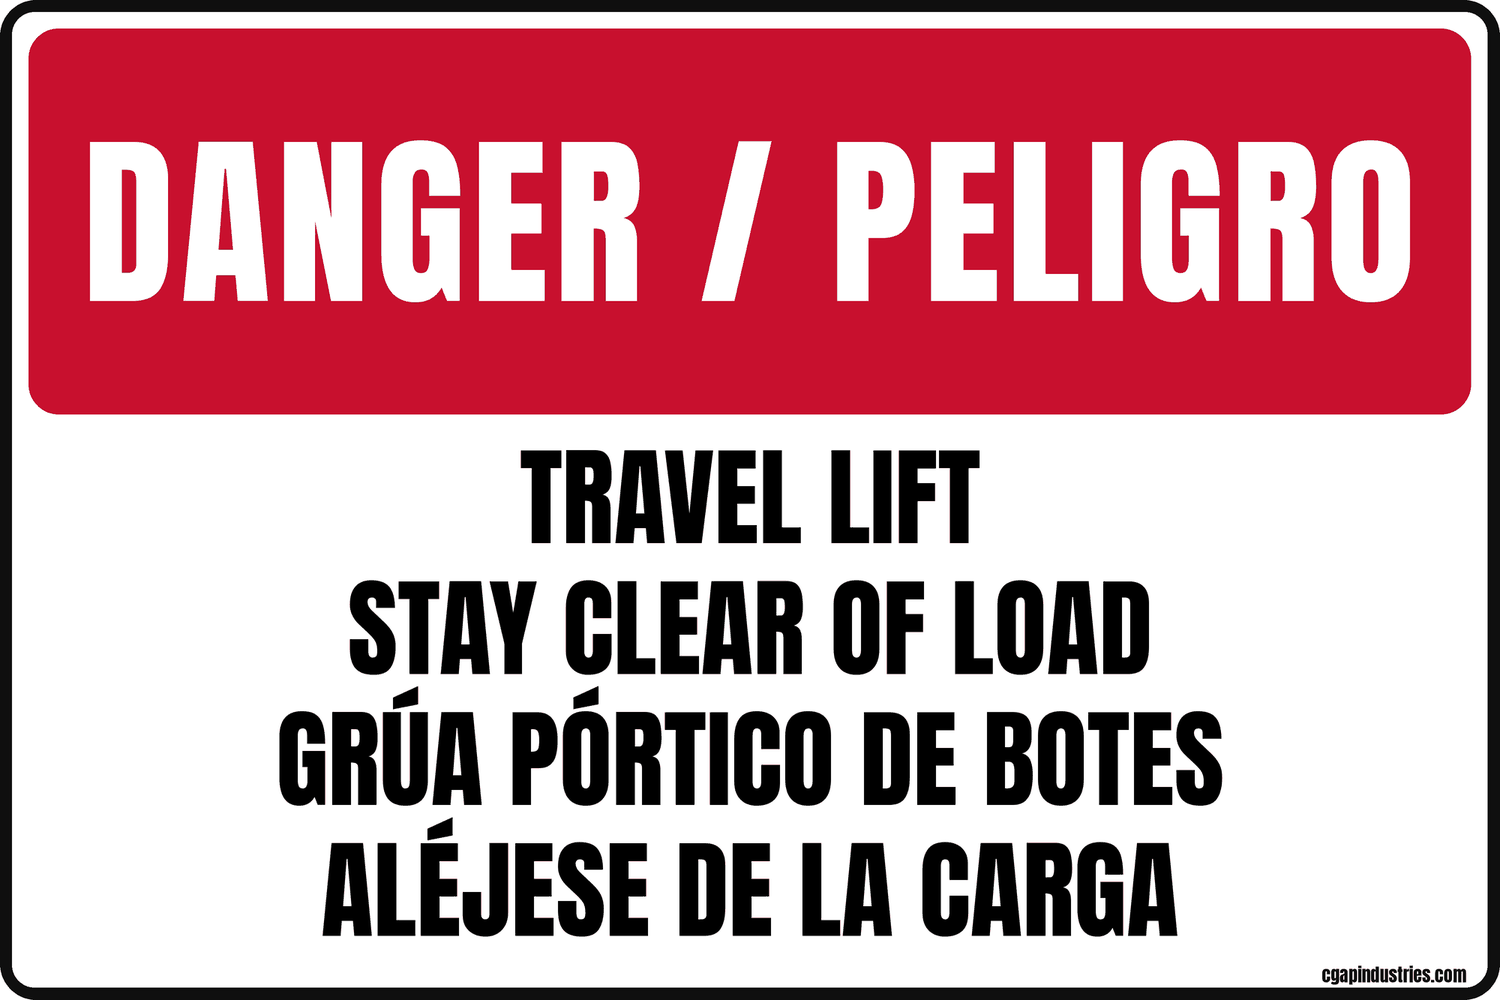 DANGER / PELIGRO
TRAVEL LIFT
STAY CLEAR OF LOAD
GRÚA PÓRTICO DE BOTES
ALÉJESE DE LA CARGA
cgapindustries.com